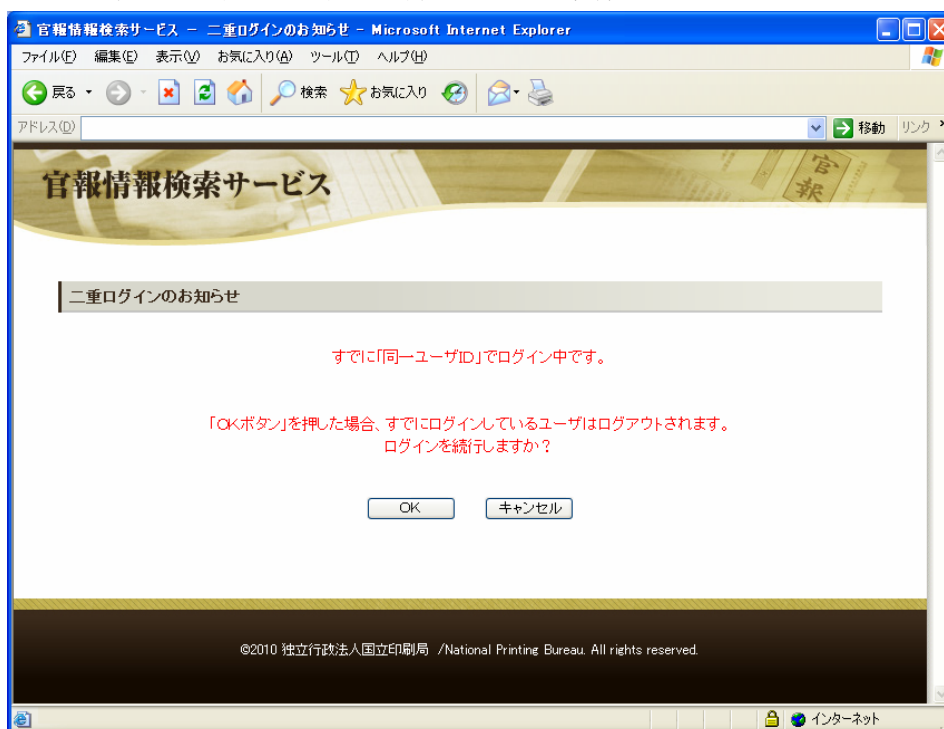 官報情報検索サービス － 二重ログインのお知らせ - Microsoft Internet Explorer
ファイル(F) 編集(E) 表示(V) お気に入り(A) ツール(T) ヘルプ(H)
戻る 検索 お気に入り
アドレス(D) 移動 リンク
官報情報検索サービス
官報
二重ログインのお知らせ
すでに「同一ユーザID」でログイン中です。
「OKボタン」を押した場合、すでにログインしているユーザはログアウトされます。
ログインを続行しますか？
OK キャンセル
©2010 独立行政法人国立印刷局 /National Printing Bureau. All rights reserved.
インターネット